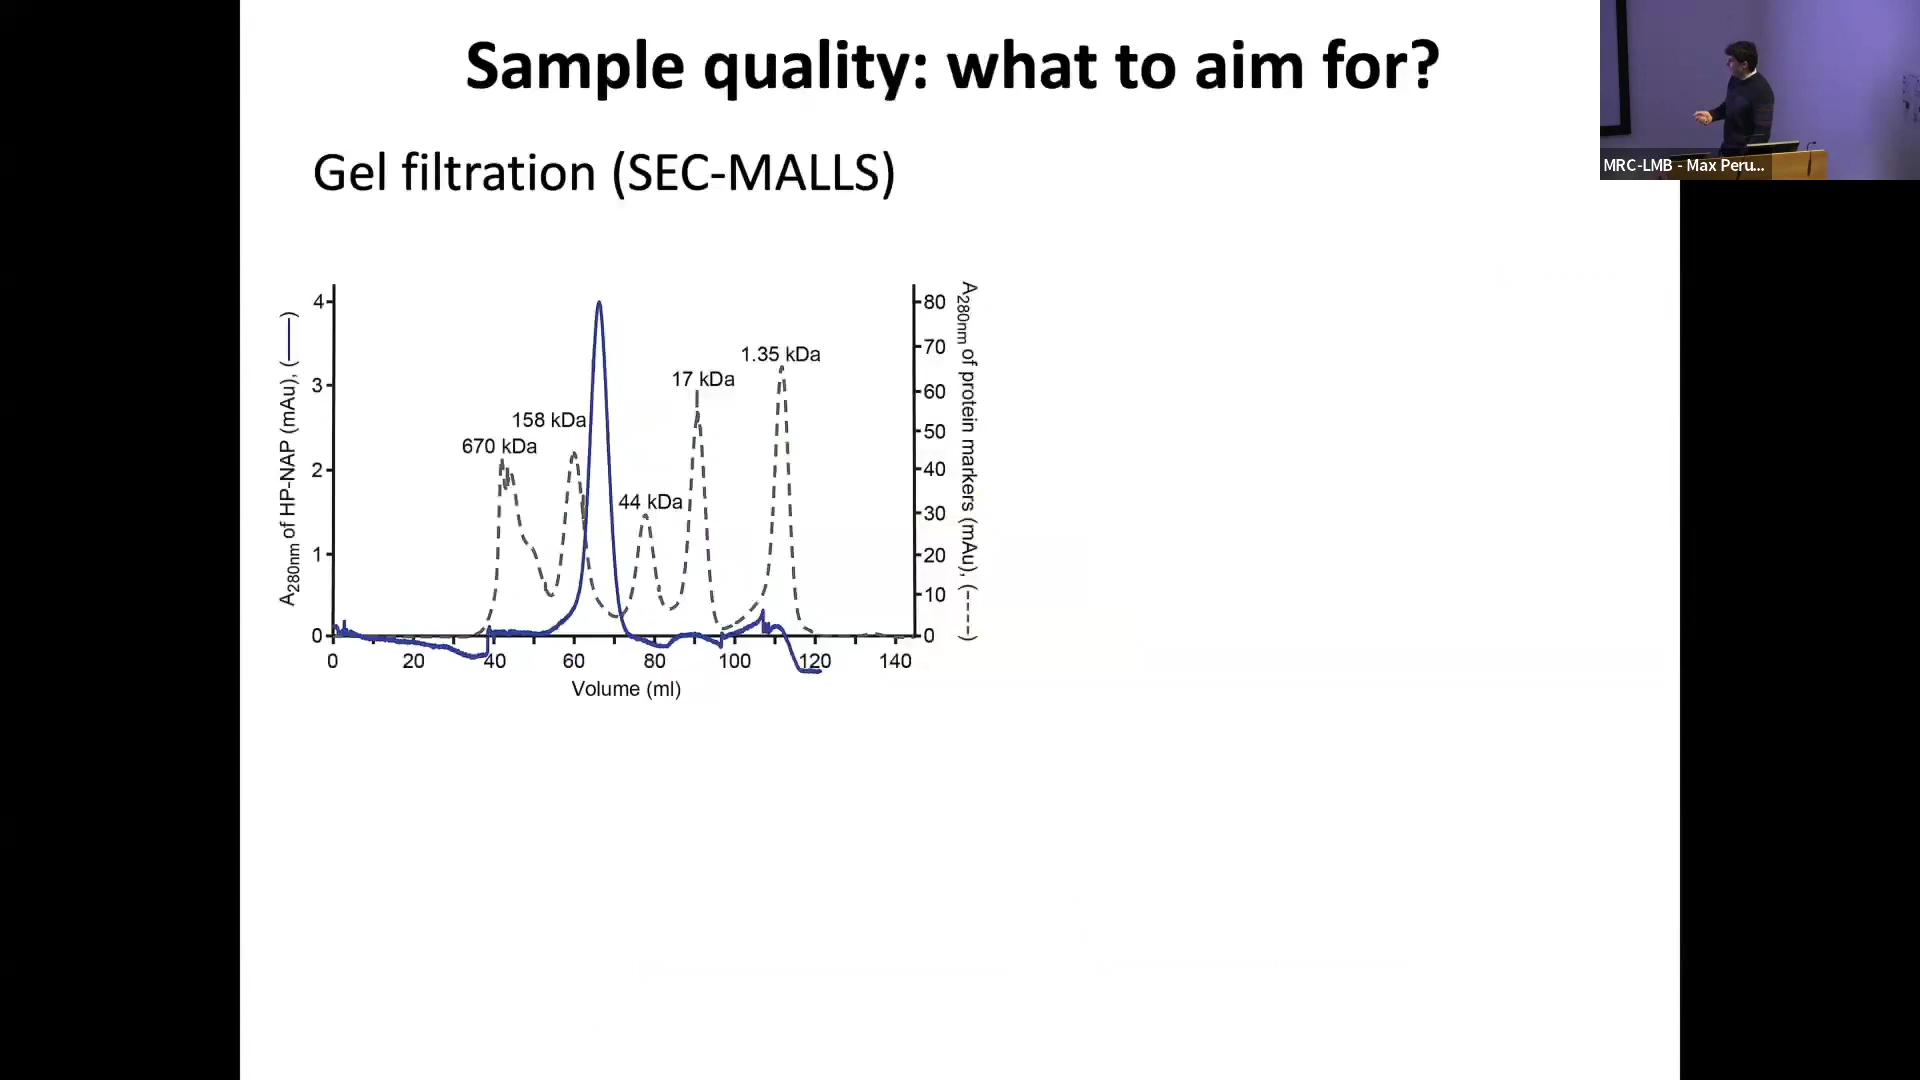 Sample quality: what to aim for?
MRC-LMB - Max Peru...
Gel filtration (SEC-MALLS)
A280nm of HP-NAP (mAu), (——)
4
3
2
1
0
670 kDa
158 kDa
44 kDa
17 kDa
1.35 kDa
80
70
60
50
40
30
20
10
0
A280nm of protein markers (mAu), (----)
0 20 40 60 80 100 120 140
Volume (ml)